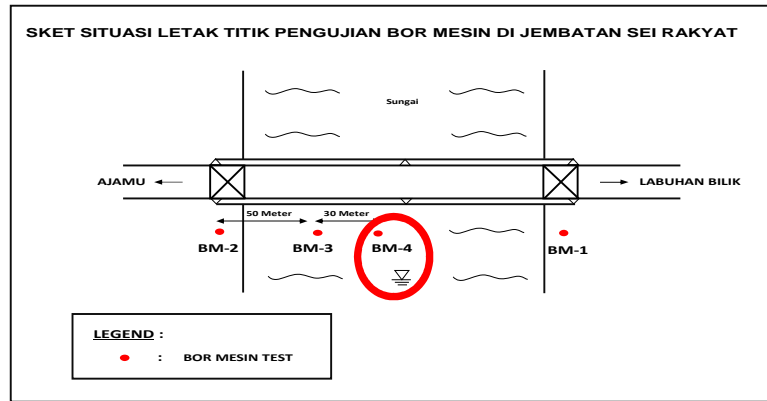 SKET SITUASI LETAK TITIK PENGUJIAN BOR MESIN DI JEMBATAN SEI RAKYAT
Sungai
AJAMU
LABUHAN BILIK
50 Meter
30 Meter
BM-2
BM-3
BM-4
BM-1
LEGEND :
: BOR MESIN TEST